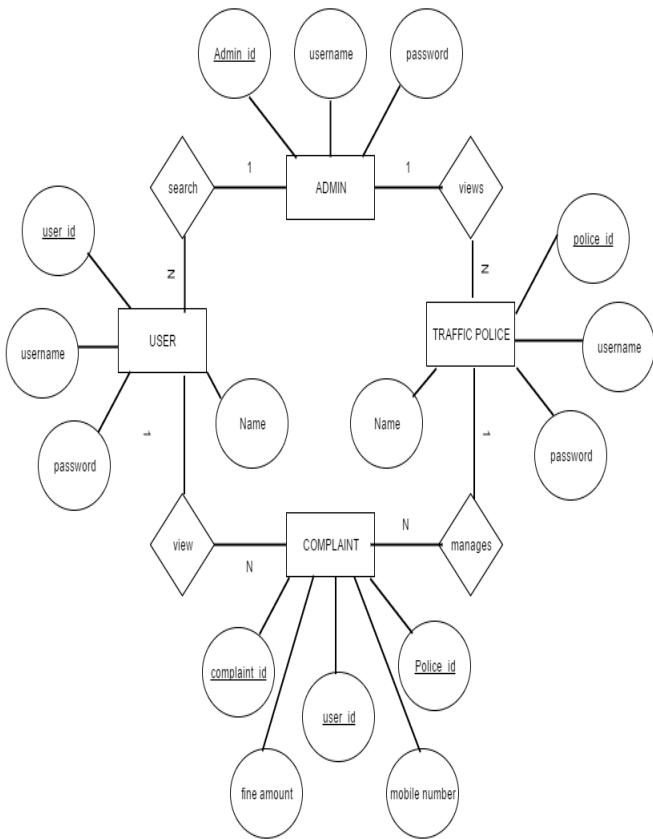 Admin_id
username
password
search
1
ADMIN
1
views
user_id
police_id
N
N
USER
TRAFFIC POLICE
username
username
Name
Name
1
1
password
password
view
COMPLAINT
N
manages
N
complaint_id
Police_id
user_id
fine amount
mobile number